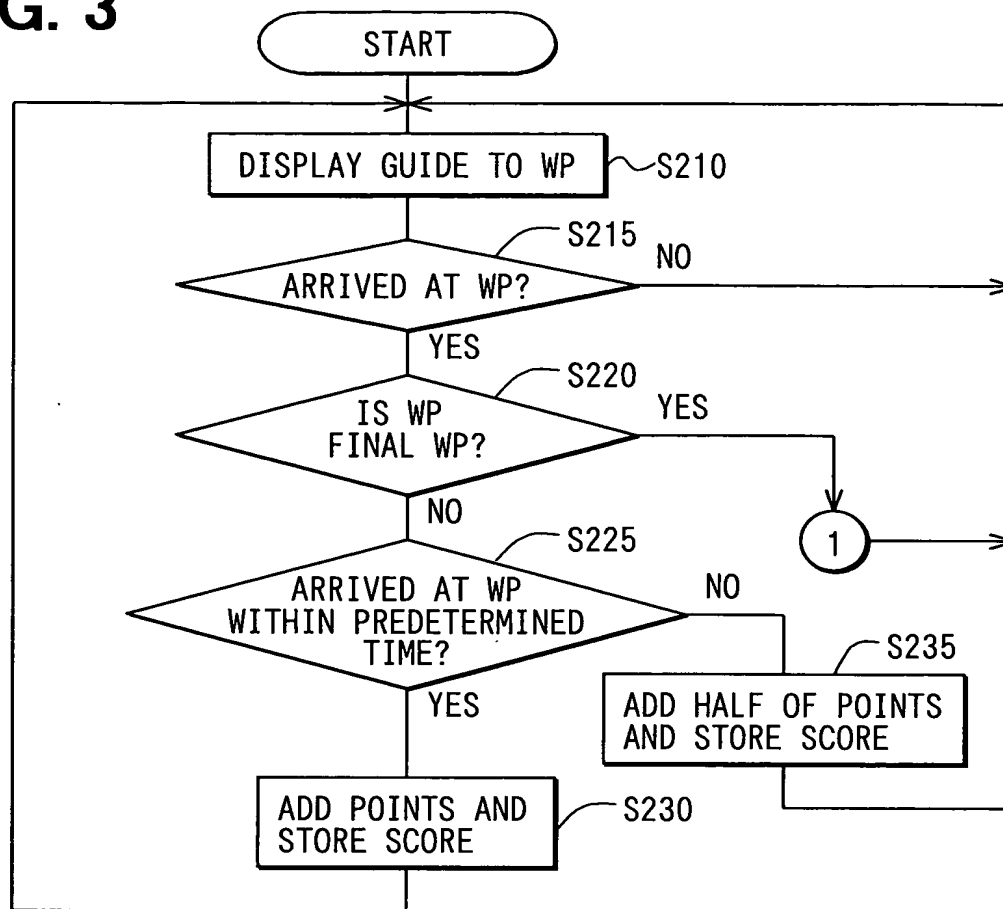 G. 3
START
DISPLAY GUIDE TO WP
S210
S215
ARRIVED AT WP?
NO
YES
S220
IS WP
FINAL WP?
YES
NO
1
S225
ARRIVED AT WP
WITHIN PREDETERMINED
TIME?
NO
YES
S235
ADD HALF OF POINTS
AND STORE SCORE
ADD POINTS AND
STORE SCORE
S230